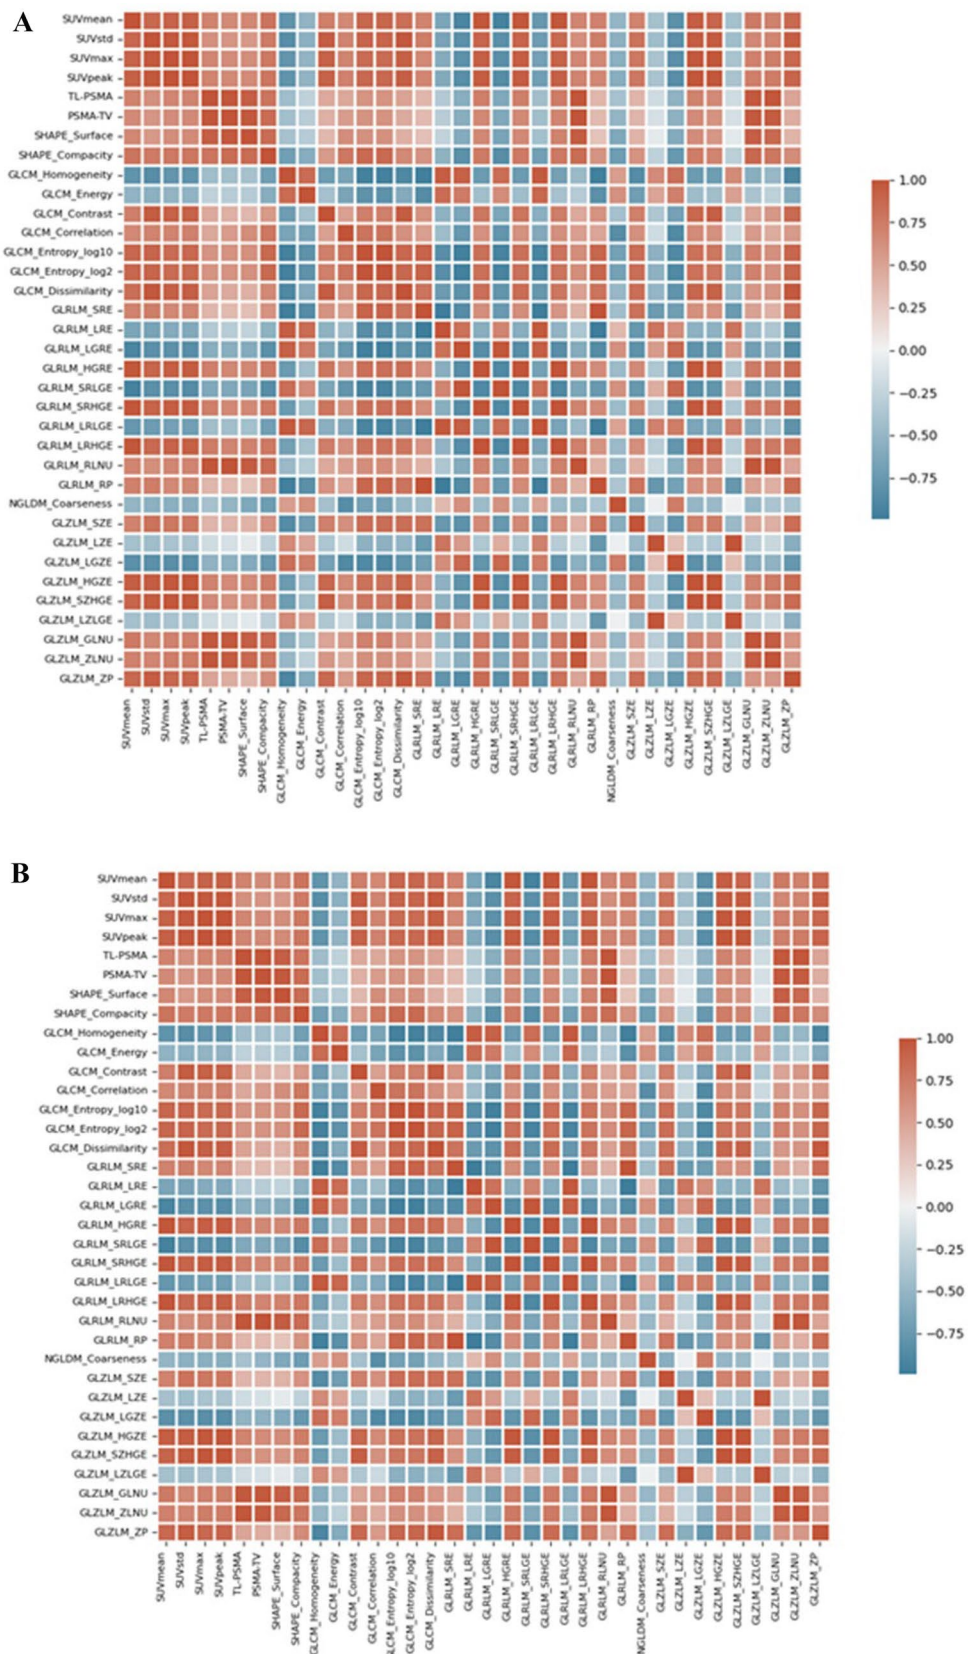 A
SUVmean
SUVstd
SUVmax
SUVpeak
TL-PSMA
PSMA-TV
SHAPE_Surface
SHAPE_Compacity
GLCM_Homogeneity
GLCM_Energy
GLCM_Contrast
GLCM_Correlation
GLCM_Entropy_log10
GLCM_Entropy_log2
GLCM_Dissimilarity
GLRLM_SRE
GLRLM_LRE
GLRLM_LGRE
GLRLM_HGRE
GLRLM_SRLGE
GLRLM_SRHGE
GLRLM_LRLGE
GLRLM_LRHGE
GLRLM_RLNU
GLRLM_RP
NGLDM_Coarseness
GLZLM_SZE
GLZLM_LZE
GLZLM_LGZE
GLZLM_HGZE
GLZLM_SZHGE
GLZLM_LZLGE
GLZLM_GLNU
GLZLM_ZLNU
GLZLM_ZP
SUVmean
SUVstd
SUVmax
SUVpeak
TL-PSMA
PSMA-TV
SHAPE_Surface
SHAPE_Compacity
GLCM_Homogeneity
GLCM_Energy
GLCM_Contrast
GLCM_Correlation
GLCM_Entropy_log10
GLCM_Entropy_log2
GLCM_Dissimilarity
GLRLM_SRE
GLRLM_LRE
GLRLM_LGRE
GLRLM_HGRE
GLRLM_SRLGE
GLRLM_SRHGE
GLRLM_LRLGE
GLRLM_LRHGE
GLRLM_RLNU
GLRLM_RP
NGLDM_Coarseness
GLZLM_SZE
GLZLM_LZE
GLZLM_LGZE
GLZLM_HGZE
GLZLM_SZHGE
GLZLM_LZLGE
GLZLM_GLNU
GLZLM_ZLNU
GLZLM_ZP
1.00
0.75
0.50
0.25
0.00
−0.25
−0.50
−0.75
B
SUVmean
SUVstd
SUVmax
SUVpeak
TL-PSMA
PSMA-TV
SHAPE_Surface
SHAPE_Compacity
GLCM_Homogeneity
GLCM_Energy
GLCM_Contrast
GLCM_Correlation
GLCM_Entropy_log10
GLCM_Entropy_log2
GLCM_Dissimilarity
GLRLM_SRE
GLRLM_LRE
GLRLM_LGRE
GLRLM_HGRE
GLRLM_SRLGE
GLRLM_SRHGE
GLRLM_LRLGE
GLRLM_LRHGE
GLRLM_RLNU
GLRLM_RP
NGLDM_Coarseness
GLZLM_SZE
GLZLM_LZE
GLZLM_LGZE
GLZLM_HGZE
GLZLM_SZHGE
GLZLM_LZLGE
GLZLM_GLNU
GLZLM_ZLNU
GLZLM_ZP
SUVmean
SUVstd
SUVmax
SUVpeak
TL-PSMA
PSMA-TV
SHAPE_Surface
SHAPE_Compacity
GLCM_Homogeneity
GLCM_Energy
GLCM_Contrast
GLCM_Correlation
LCM_Entropy_log10
GLCM_Entropy_log2
GLCM_Dissimilarity
GLRLM_SRE
GLRLM_LRE
GLRLM_LGRE
GLRLM_HGRE
GLRLM_SRLGE
GLRLM_SRHGE
GLRLM_LRLGE
GLRLM_LRHGE
GLRLM_RLNU
GLRLM_RP
NGLDM_Coarseness
GLZLM_SZE
GLZLM_LZE
GLZLM_LGZE
GLZLM_HGZE
GLZLM_SZHGE
GLZLM_LZLGE
GLZLM_GLNU
GLZLM_ZLNU
GLZLM_ZP
1.00
0.75
0.50
0.25
0.00
−0.25
−0.50
−0.75